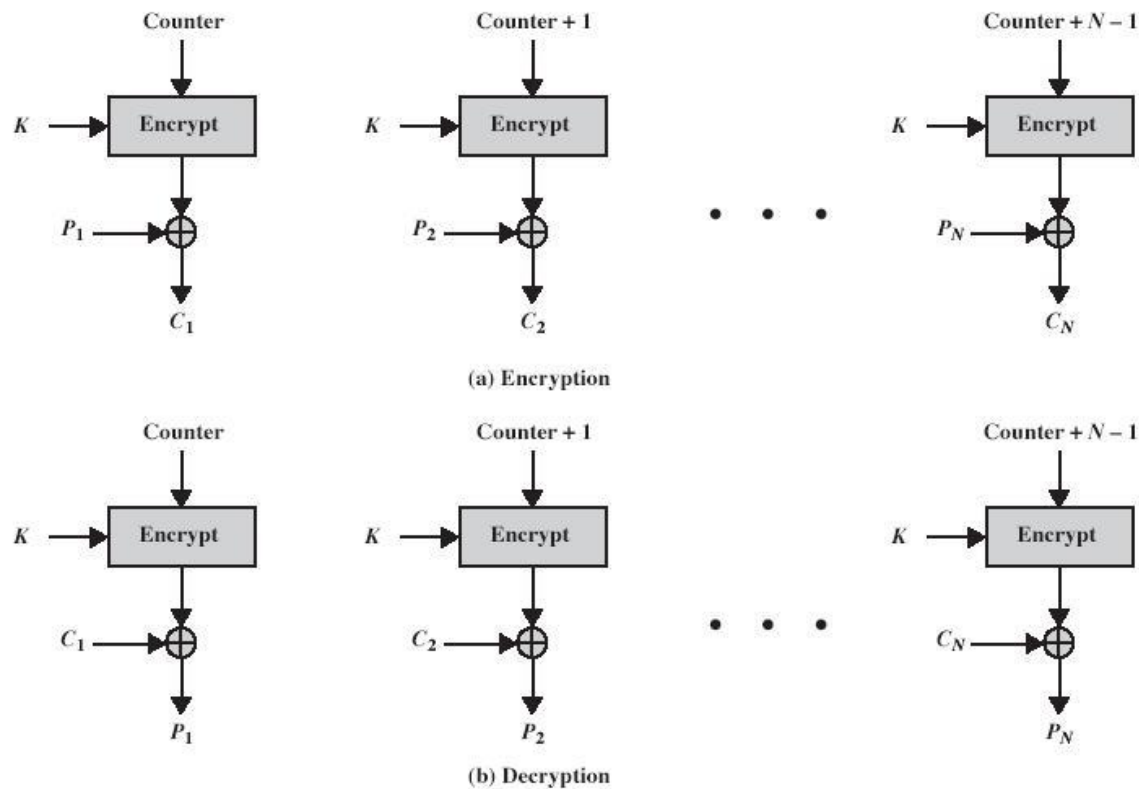 Counter Counter + 1 Counter + N – 1
K Encrypt K Encrypt K Encrypt
P1 P2 PN
C1 C2 CN
(a) Encryption
Counter Counter + 1 Counter + N – 1
K Encrypt K Encrypt K Encrypt
C1 C2 CN
P1 P2 PN
(b) Decryption